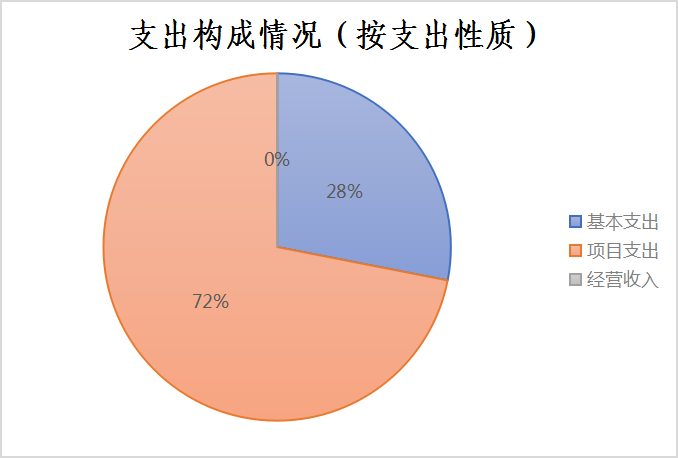 支出构成情况（按支出性质）
0%
28%
72%
基本支出
项目支出
经营收入